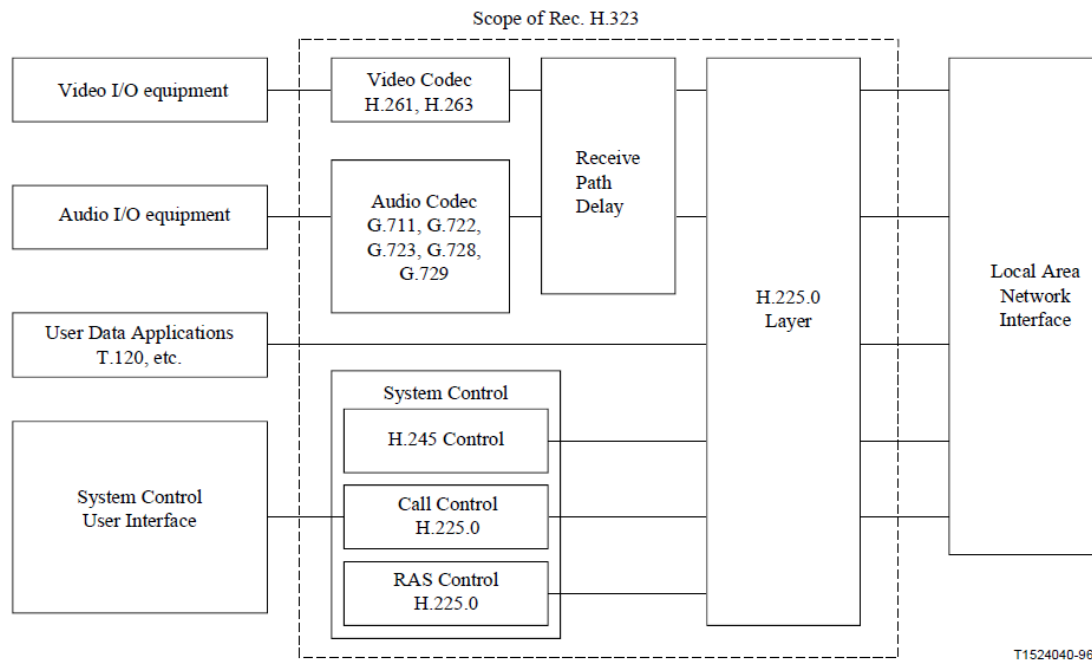 Scope of Rec. H.323
Video I/O equipment
Video Codec
H.261, H.263
Receive
Path
Delay
Audio I/O equipment
Audio Codec
G.711, G.722,
G.723, G.728,
G.729
H.225.0
Layer
Local Area
Network
Interface
User Data Applications
T.120, etc.
System Control
H.245 Control
System Control
User Interface
Call Control
H.225.0
RAS Control
H.225.0
T1524040-96